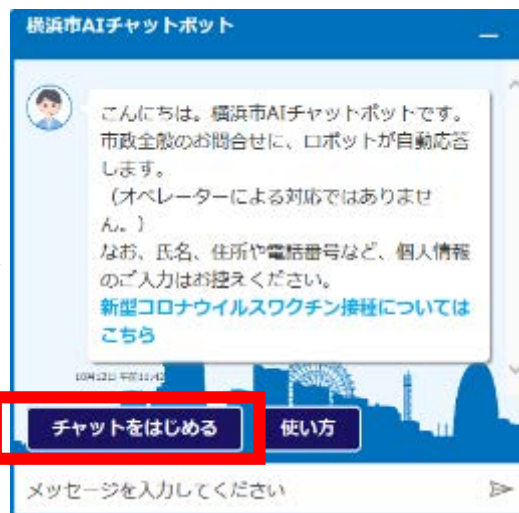 横浜市AIチャットボット
こんにちは。横浜市AIチャットボットです。
市政全般のお問合せに、ロボットが自動応答
します。
（オペレーターによる対応ではありませ
ん。）
なお、氏名、住所や電話番号など、個人情報
のご入力はお控えください。
新型コロナウイルスワクチン接種については
こちら
チャットをはじめる
使い方
メッセージを入力してください